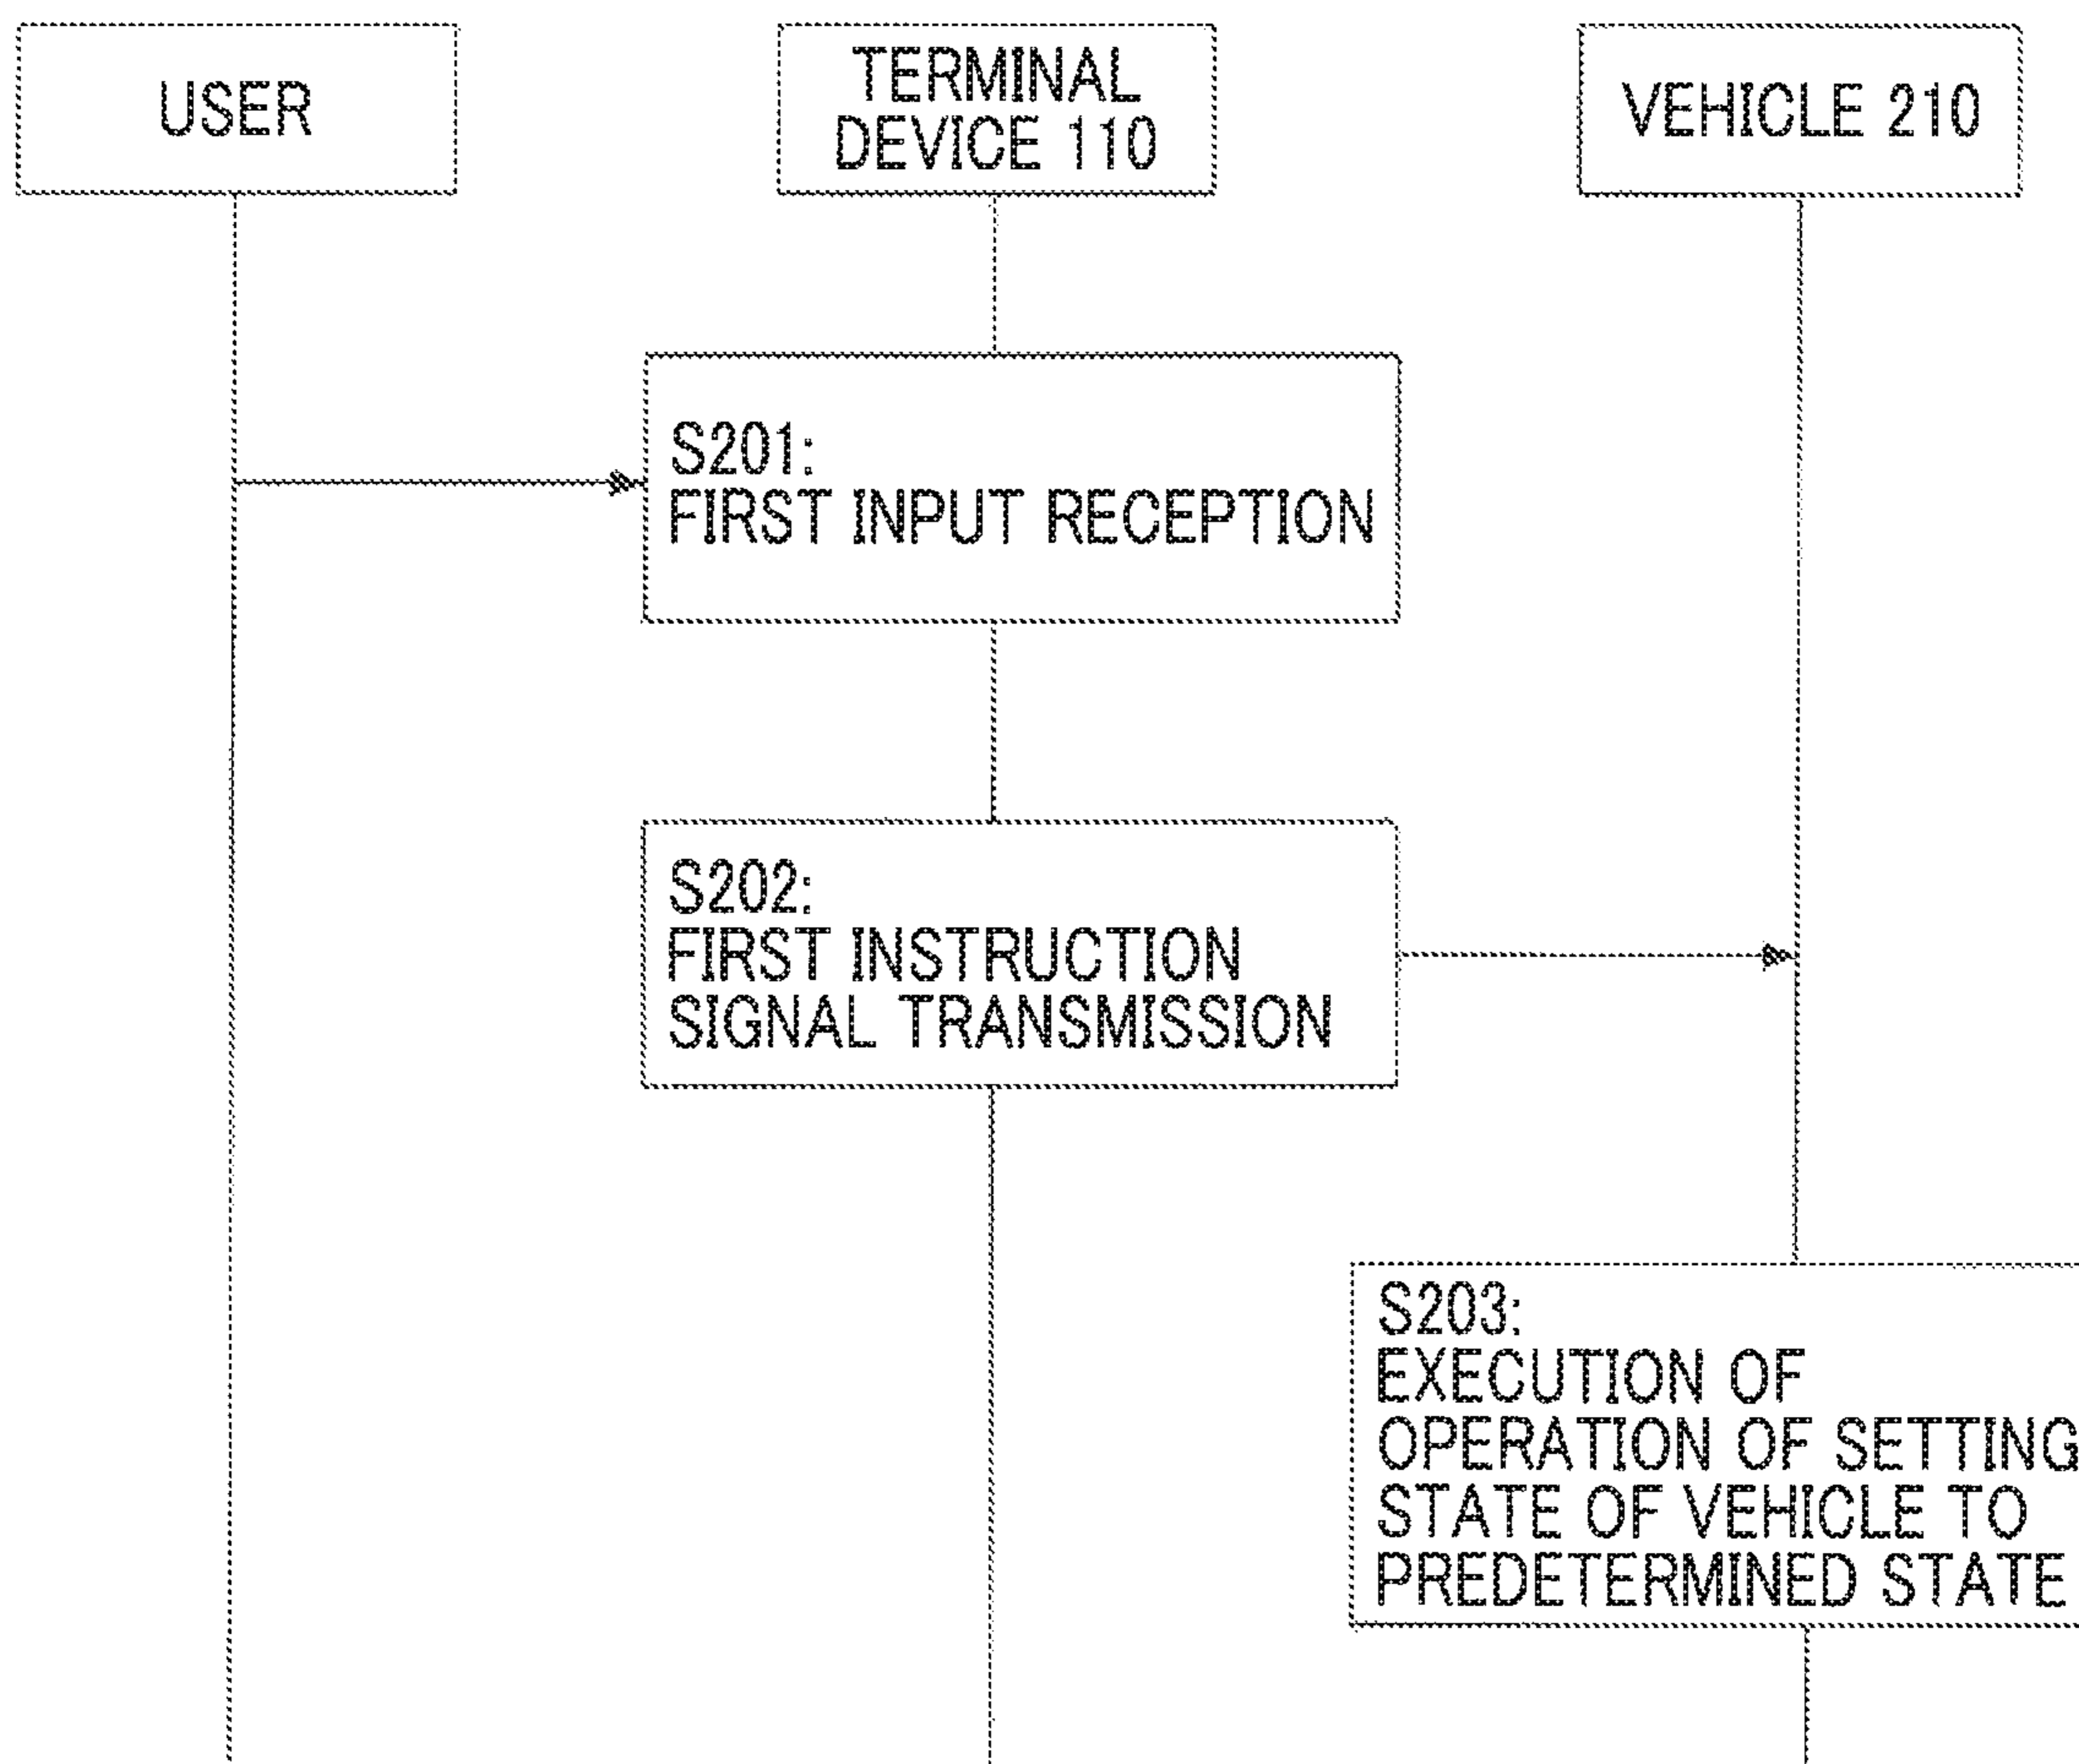 USER
TERMINAL
DEVICE 110
VEHICLE 210
S201:
FIRST INPUT RECEPTION
S202:
FIRST INSTRUCTION
SIGNAL TRANSMISSION
S203:
EXECUTION OF
OPERATION OF SETTING
STATE OF VEHICLE TO
PREDETERMINED STATE